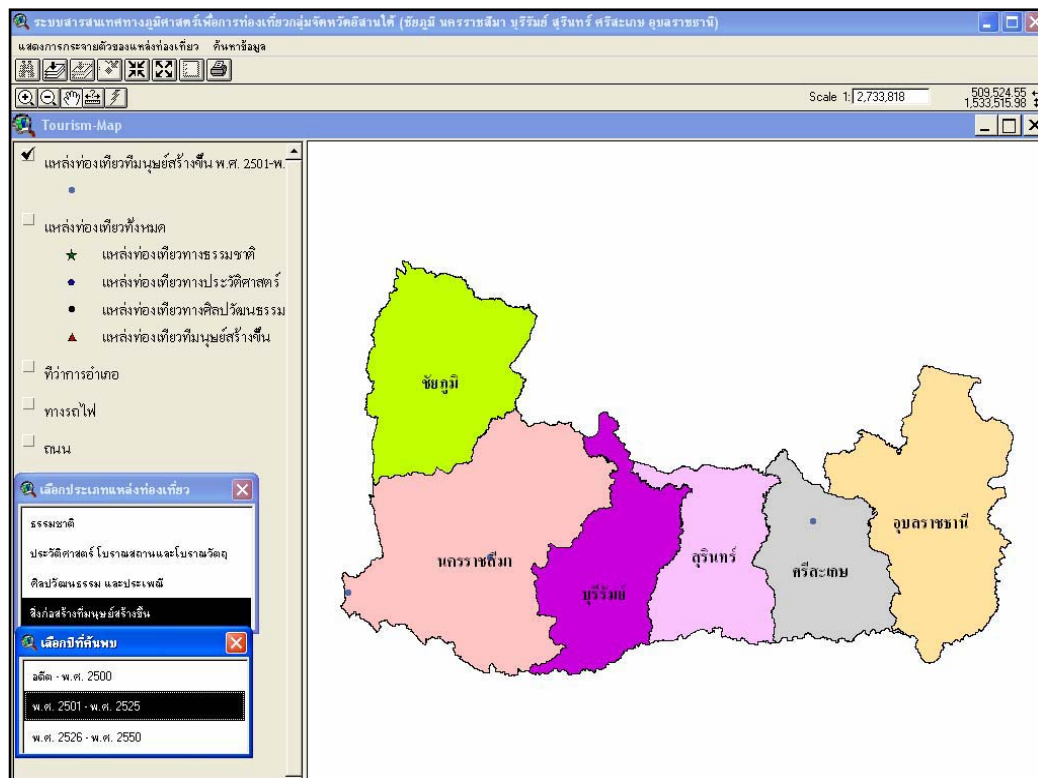 ระบบสารสนเทศทางภูมิศาสตร์เพื่อการท่องเที่ยวกลุ่มจังหวัดอีสานใต้ (ชัยภูมิ นครราชสีมา บุรีรัมย์ สุรินทร์ ศรีสะเกษ อุบลราชธานี)
แสดงการกระจายตัวของแหล่งท่องเที่ยว ค้นหาข้อมูล
Scale 1: 2,733,818
509,524.55
1,533,515.98
Tourism-Map
แหล่งท่องเที่ยวที่มนุษย์สร้างขึ้น พ.ศ. 2501-พ.
แหล่งท่องเที่ยวทั้งหมด
แหล่งท่องเที่ยวทางธรรมชาติ
แหล่งท่องเที่ยวทางประวัติศาสตร์
แหล่งท่องเที่ยวทางศิลปวัฒนธรรม
แหล่งท่องเที่ยวที่มนุษย์สร้างขึ้น
ที่ว่าการอำเภอ
ทางรถไฟ
ถนน
เลือกประเภทแหล่งท่องเที่ยว
ธรรมชาติ
ประวัติศาสตร์ โบราณสถานและโบราณวัตถุ
ศิลปวัฒนธรรม และประเพณี
สิ่งก่อสร้างที่มนุษย์สร้างขึ้น
เลือกปีที่ค้นพบ
อดีต - พ.ศ. 2500
พ.ศ. 2501 - พ.ศ. 2525
พ.ศ. 2526 - พ.ศ. 2550
ชัยภูมิ
นครราชสีมา
บุรีรัมย์
สุรินทร์
ศรีสะเกษ
อุบลราชธานี